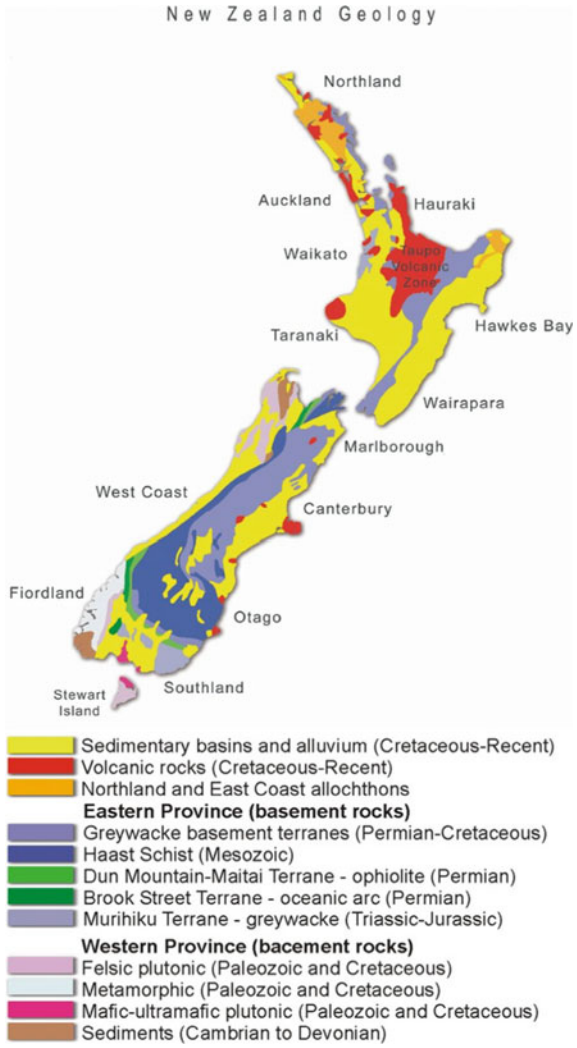 New Zealand Geology
Northland
Auckland
Hauraki
Waikato
Taupo
Volcanic
Zone
Taranaki
Hawkes Bay
Wairapara
Marlborough
West Coast
Canterbury
Fiordland
Otago
Stewart
Island
Southland
Sedimentary basins and alluvium (Cretaceous-Recent)
Volcanic rocks (Cretaceous-Recent)
Northland and East Coast allochthons
Eastern Province (basement rocks)
Greywacke basement terranes (Permian-Cretaceous)
Haast Schist (Mesozoic)
Dun Mountain-Maitai Terrane - ophiolite (Permian)
Brook Street Terrane - oceanic arc (Permian)
Murihiku Terrane - greywacke (Triassic-Jurassic)
Western Province (bacement rocks)
Felsic plutonic (Paleozoic and Cretaceous)
Metamorphic (Paleozoic and Cretaceous)
Mafic-ultramafic plutonic (Paleozoic and Cretaceous)
Sediments (Cambrian to Devonian)